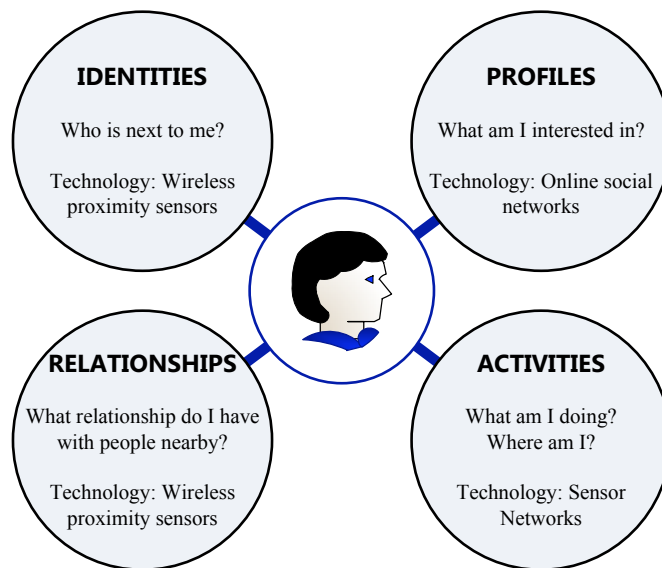 IDENTITIES
Who is next to me?
Technology: Wireless
proximity sensors
PROFILES
What am I interested in?
Technology: Online social
networks
RELATIONSHIPS
What relationship do I have
with people nearby?
Technology: Wireless
proximity sensors
ACTIVITIES
What am I doing?
Where am I?
Technology: Sensor
Networks